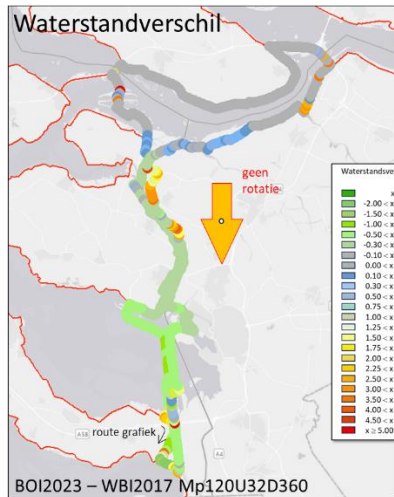 Waterstandverschil
geen
rotatie
Waterstandsve
x
-2.00 < x
-1.50 < x
-1.00 < x
-0.50 < x
-0.30 < x
-0.10 < x
0.00 < x
0.10 < x
0.30 < x
0.50 < x
0.75 < x
1.00 < x
1.25 < x
1.50 < x
1.75 < x
2.00 < x
2.25 < x
2.50 < x
3.00 < x
3.50 < x
4.00 < x
4.50 < x
x ≥ 5.00
A58
route grafiek
A4
BOI2023 – WBI2017 Mp120U32D360